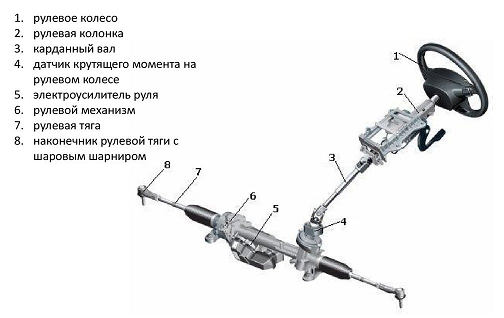 1. рулевое колесо
2. рулевая колонка
3. карданный вал
4. датчик крутящего момента на
рулевом колесе
5. электроусилитель руля
6. рулевой механизм
7. рулевая тяга
8. наконечник рулевой тяги с
шаровым шарниром
1
2
3
8
7
6
5
4